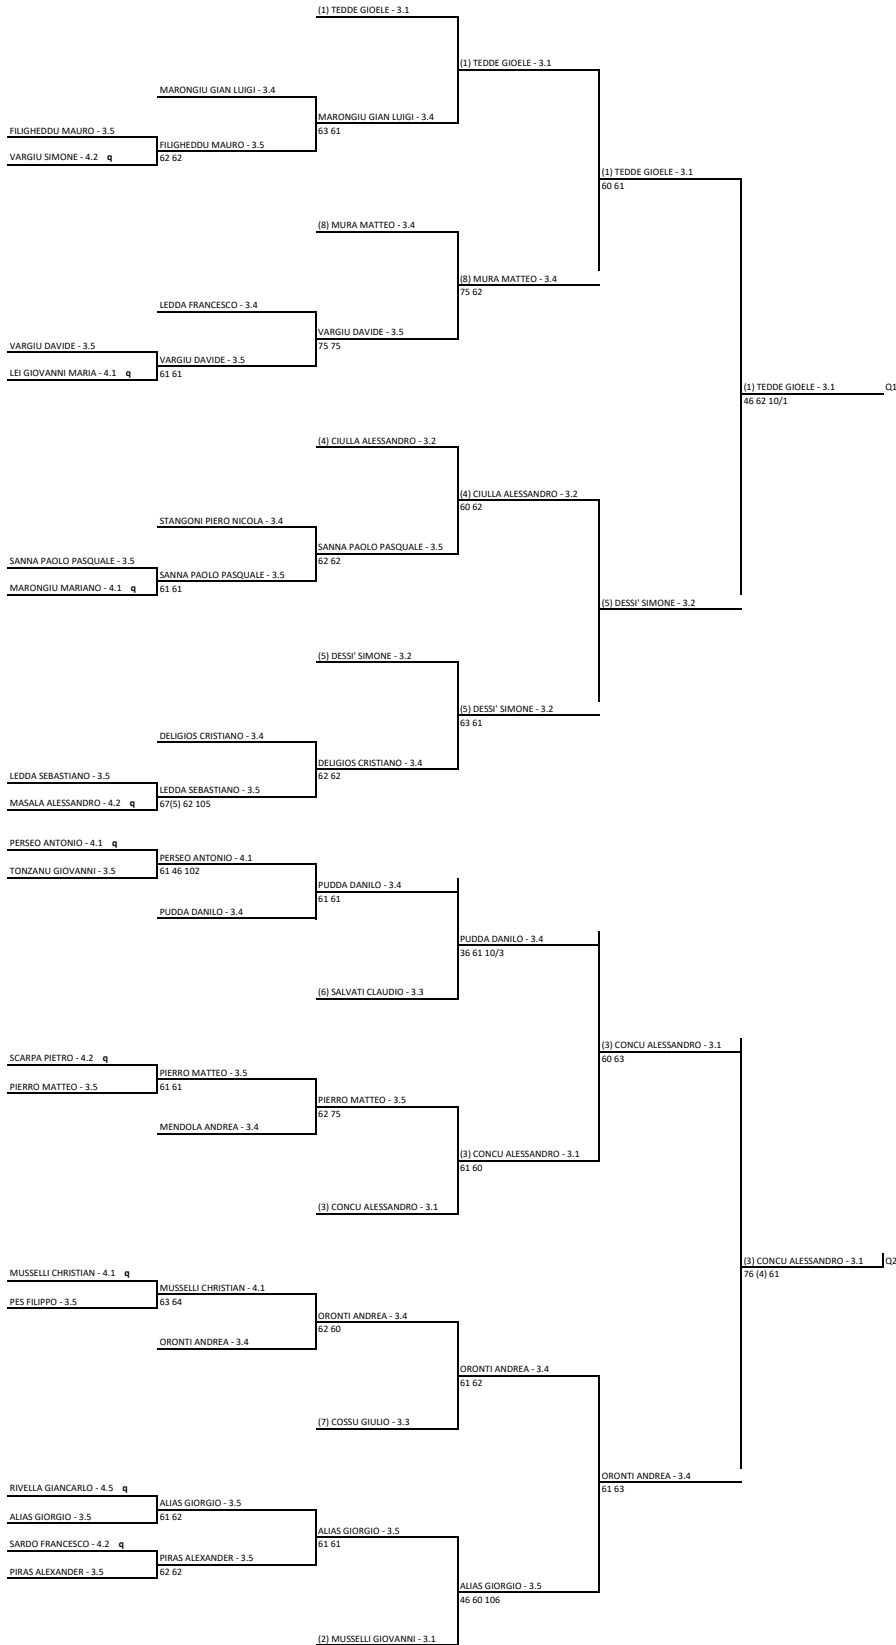 (1) TEDDE GIOELE - 3.1
(1) TEDDE GIOELE - 3.1
MARONGIU GIAN LUIGI - 3.4
MARONGIU GIAN LUIGI - 3.4
63 61
FILIGHEDDU MAURO - 3.5
FILIGHEDDU MAURO - 3.5
VARGIU SIMONE - 4.2 q
62 62
(1) TEDDE GIOELE - 3.1
60 61
(8) MURA MATTEO - 3.4
(8) MURA MATTEO - 3.4
75 62
LEDDA FRANCESCO - 3.4
VARGIU DAVIDE - 3.5
75 75
VARGIU DAVIDE - 3.5
VARGIU DAVIDE - 3.5
LEI GIOVANNI MARIA - 4.1 q
61 61
(1) TEDDE GIOELE - 3.1 Q1
46 62 10/1
(4) CIULLA ALESSANDRO - 3.2
(4) CIULLA ALESSANDRO - 3.2
60 62
STANGONI PIERO NICOLA - 3.4
SANNA PAOLO PASQUALE - 3.5
62 62
SANNA PAOLO PASQUALE - 3.5
SANNA PAOLO PASQUALE - 3.5
MARONGIU MARIANO - 4.1 q
61 61
(5) DESSI' SIMONE - 3.2
(5) DESSI' SIMONE - 3.2
(5) DESSI' SIMONE - 3.2
63 61
DELIGIOS CRISTIANO - 3.4
DELIGIOS CRISTIANO - 3.4
62 62
LEDDA SEBASTIANO - 3.5
LEDDA SEBASTIANO - 3.5
MASALA ALESSANDRO - 4.2 q
67(5) 62 105
PERSEO ANTONIO - 4.1 q
PERSEO ANTONIO - 4.1
TONZANU GIOVANNI - 3.5
61 46 102
PUDDA DANILO - 3.4
61 61
PUDDA DANILO - 3.4
PUDDA DANILO - 3.4
36 61 10/3
(6) SALVATI CLAUDIO - 3.3
(3) CONCU ALESSANDRO - 3.1
60 63
SCARPA PIETRO - 4.2 q
PIERRO MATTEO - 3.5
PIERRO MATTEO - 3.5
61 61
PIERRO MATTEO - 3.5
62 75
MENDOLA ANDREA - 3.4
(3) CONCU ALESSANDRO - 3.1
61 60
(3) CONCU ALESSANDRO - 3.1
(3) CONCU ALESSANDRO - 3.1 Q2
76 (4) 61
MUSSELLI CHRISTIAN - 4.1 q
MUSSELLI CHRISTIAN - 4.1
PES FILIPPO - 3.5
63 64
ORONTI ANDREA - 3.4
62 60
ORONTI ANDREA - 3.4
ORONTI ANDREA - 3.4
61 62
(7) COSSU GIULIO - 3.3
ORONTI ANDREA - 3.4
61 63
RIVELLA GIANCARLO - 4.5 q
ALIAS GIORGIO - 3.5
ALIAS GIORGIO - 3.5
61 62
ALIAS GIORGIO - 3.5
61 61
SARDO FRANCESCO - 4.2 q
PIRAS ALEXANDER - 3.5
PIRAS ALEXANDER - 3.5
62 62
ALIAS GIORGIO - 3.5
46 60 106
(2) MUSSELLI GIOVANNI - 3.1